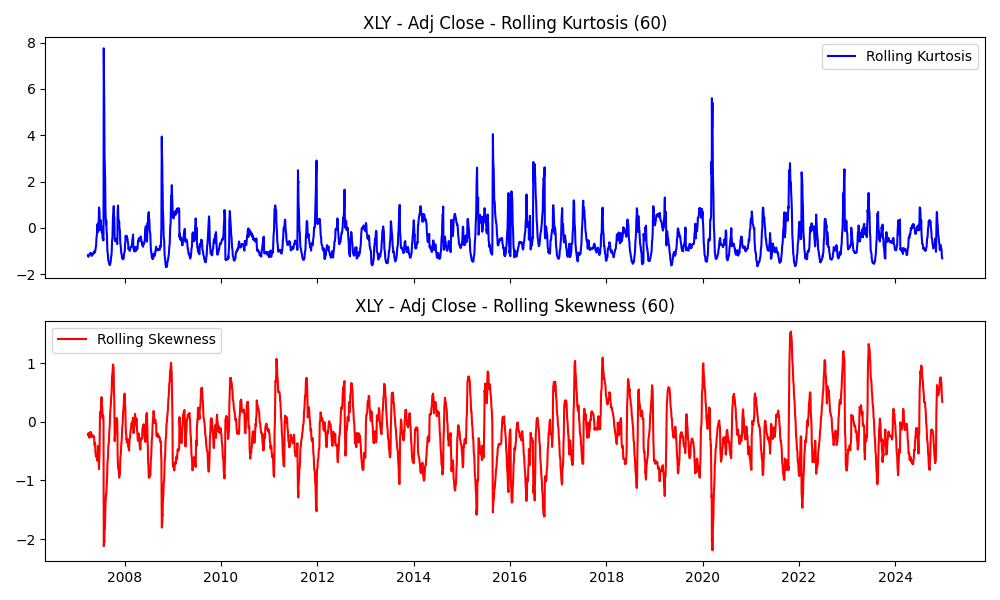 XLY - Adj Close - Rolling Kurtosis (60)
8
6
4
2
0
−2
Rolling Kurtosis
XLY - Adj Close - Rolling Skewness (60)
1
0
−1
−2
Rolling Skewness
2008 2010 2012 2014 2016 2018 2020 2022 2024